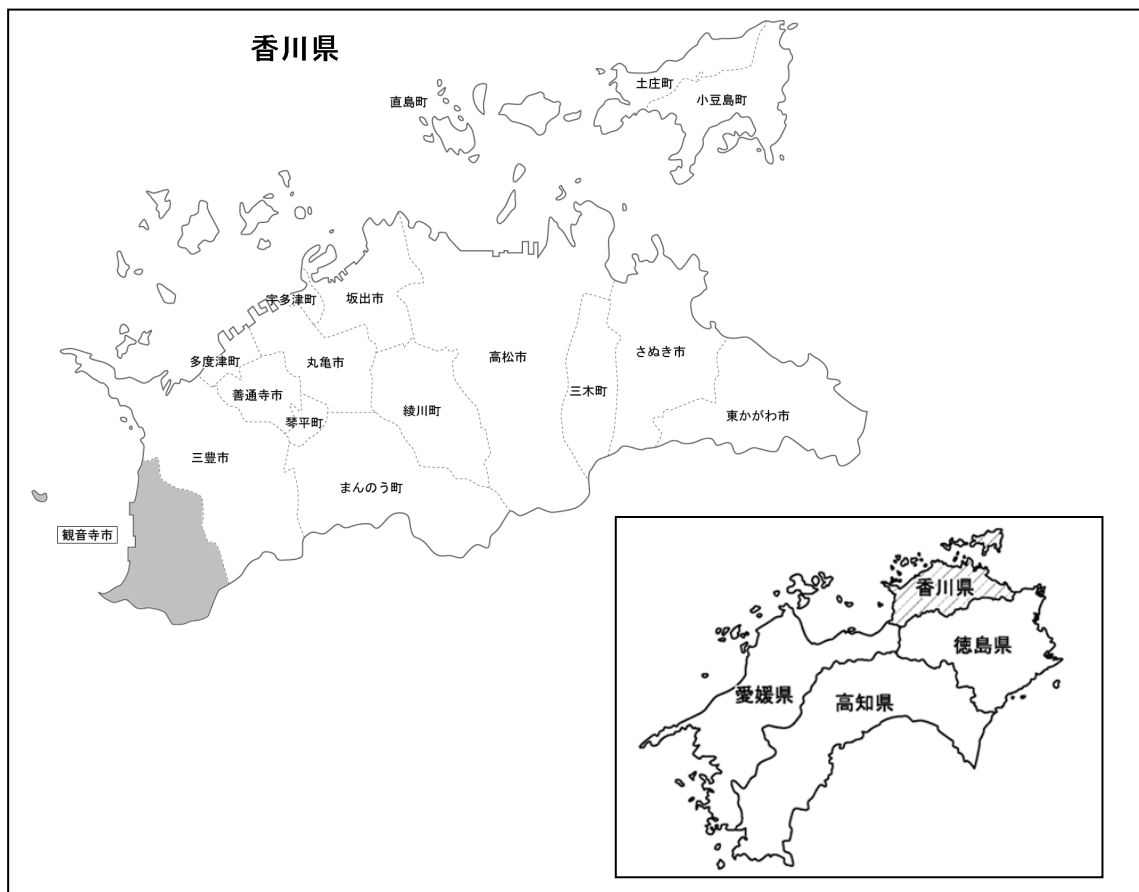 香川県
土庄町
直島町
小豆島町
宇多津町
坂出市
多度津町
丸亀市
高松市
さぬき市
善通寺市
三木町
琴平町
綾川町
東かがわ市
三豊市
まんのう町
観音寺市
香川県
徳島県
愛媛県
高知県